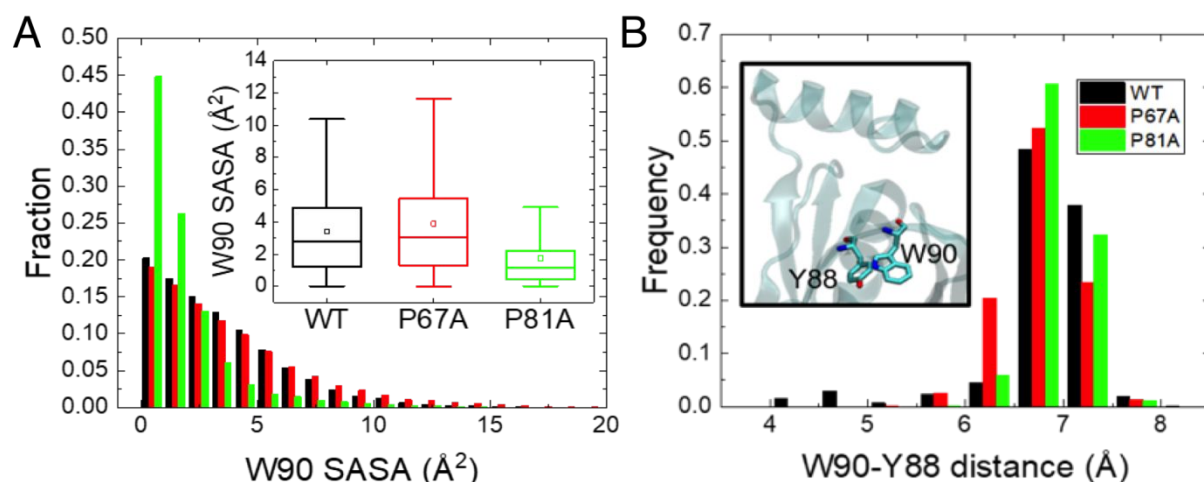 A
0.50
0.45
0.40
0.35
0.30
0.25
0.20
0.15
0.10
0.05
0.00
Fraction
0 5 10 15 20
W90 SASA (Å²)
14
12
10
8
6
4
2
0
W90 SASA (Å²)
WT P67A P81A
B
0.7
0.6
0.5
0.4
0.3
0.2
0.1
0.0
Frequency
4 5 6 7 8
W90-Y88 distance (Å)
Y88 W90
WT
P67A
P81A